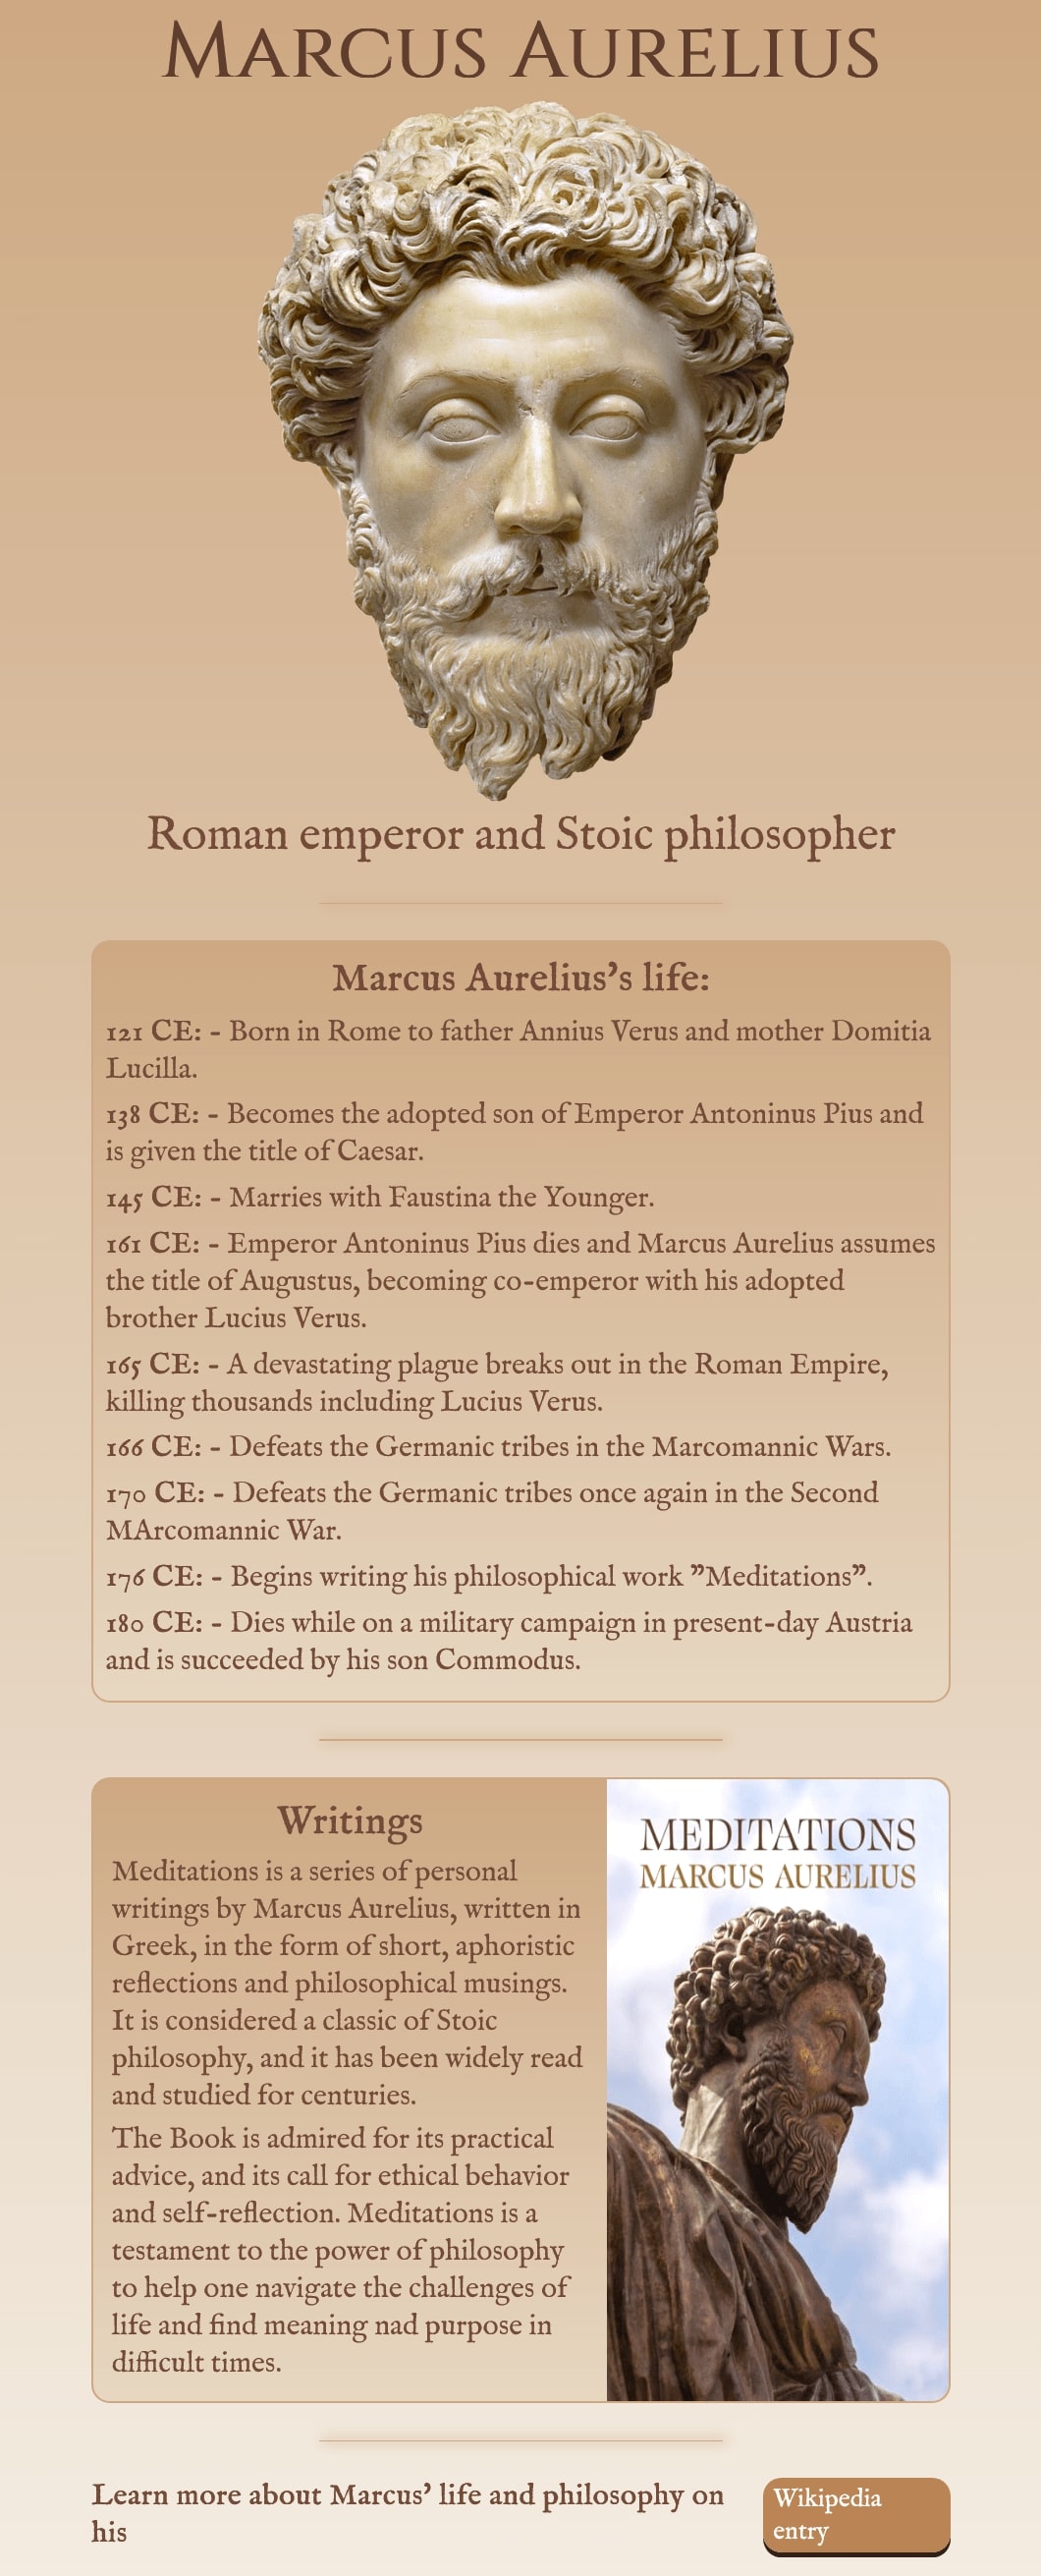 Marcus Aurelius
Roman emperor and Stoic philosopher
Marcus Aurelius's life:
121 CE: - Born in Rome to father Annius Verus and mother Domitia
Lucilla.
138 CE: - Becomes the adopted son of Emperor Antoninus Pius and
is given the title of Caesar.
145 CE: - Marries with Faustina the Younger.
161 CE: - Emperor Antoninus Pius dies and Marcus Aurelius assumes
the title of Augustus, becoming co-emperor with his adopted
brother Lucius Verus.
165 CE: - A devastating plague breaks out in the Roman Empire,
killing thousands including Lucius Verus.
166 CE: - Defeats the Germanic tribes in the Marcomannic Wars.
170 CE: - Defeats the Germanic tribes once again in the Second
MArcomannic War.
176 CE: - Begins writing his philosophical work "Meditations".
180 CE: - Dies while on a military campaign in present-day Austria
and is succeeded by his son Commodus.
Writings
Meditations is a series of personal
writings by Marcus Aurelius, written in
Greek, in the form of short, aphoristic
reflections and philosophical musings.
It is considered a classic of Stoic
philosophy, and it has been widely read
and studied for centuries.
The Book is admired for its practical
advice, and its call for ethical behavior
and self-reflection. Meditations is a
testament to the power of philosophy
to help one navigate the challenges of
life and find meaning nad purpose in
difficult times.
MEDITATIONS
MARCUS AURELIUS
Learn more about Marcus' life and philosophy on
his
Wikipedia
entry